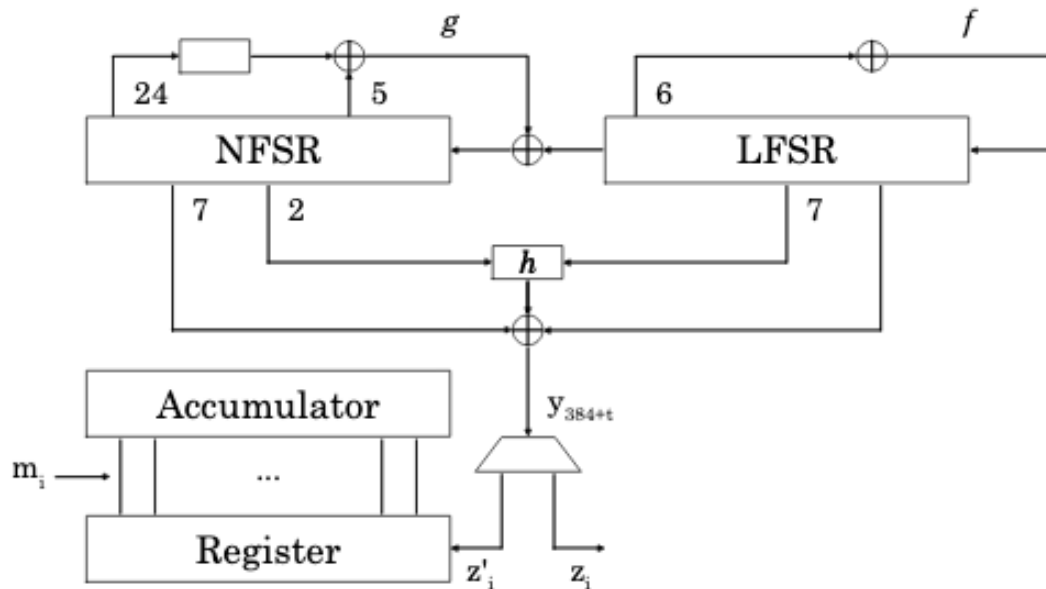 g
f
24
5
6
NFSR
LFSR
7
2
7
h
Accumulator
y384+t
mi
...
Register
z'i
zi